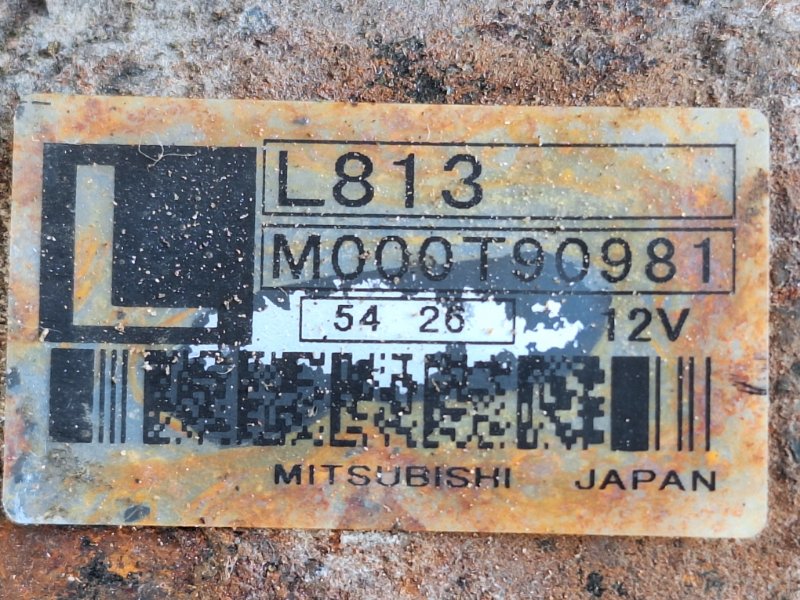 L
L813
M000T90981
54 26
12V
MITSUBISHI JAPAN